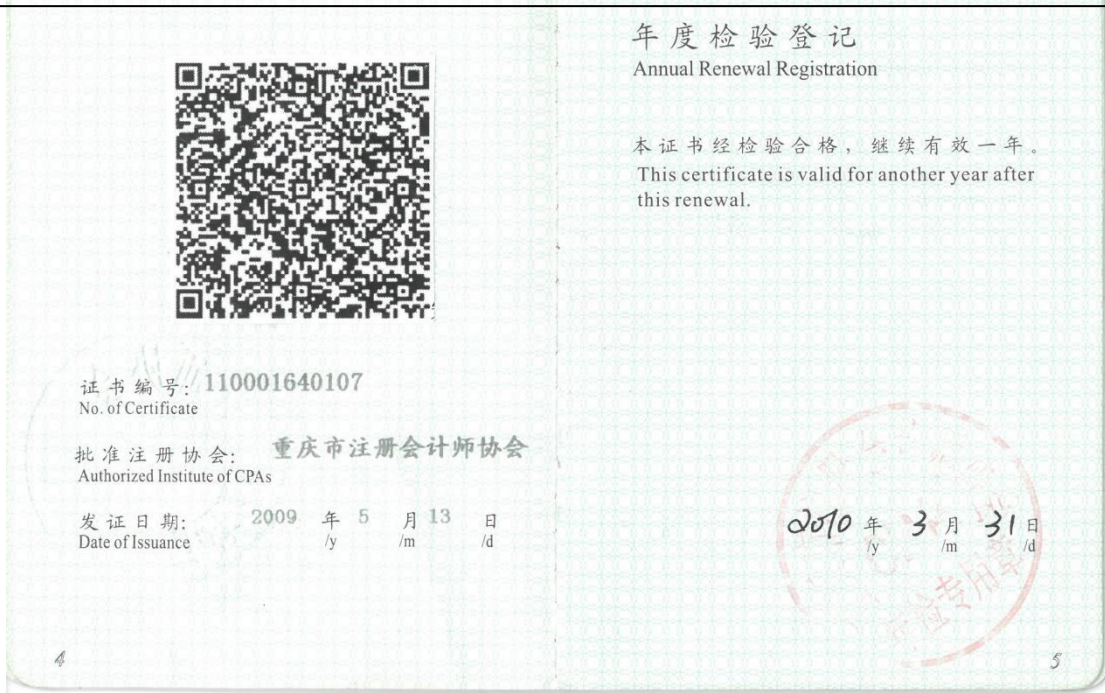 证书编号: 110001640107
No. of Certificate
批准注册协会: 重庆市注册会计师协会
Authorized Institute of CPAs
发证日期: 2009 年 5 月 13 日
Date of Issuance /y /m /d
4
年度检验登记
Annual Renewal Registration
本证书经检验合格，继续有效一年。
This certificate is valid for another year after
this renewal.
2010 年 3 月 31 日
/y /m /d
检专用章
5